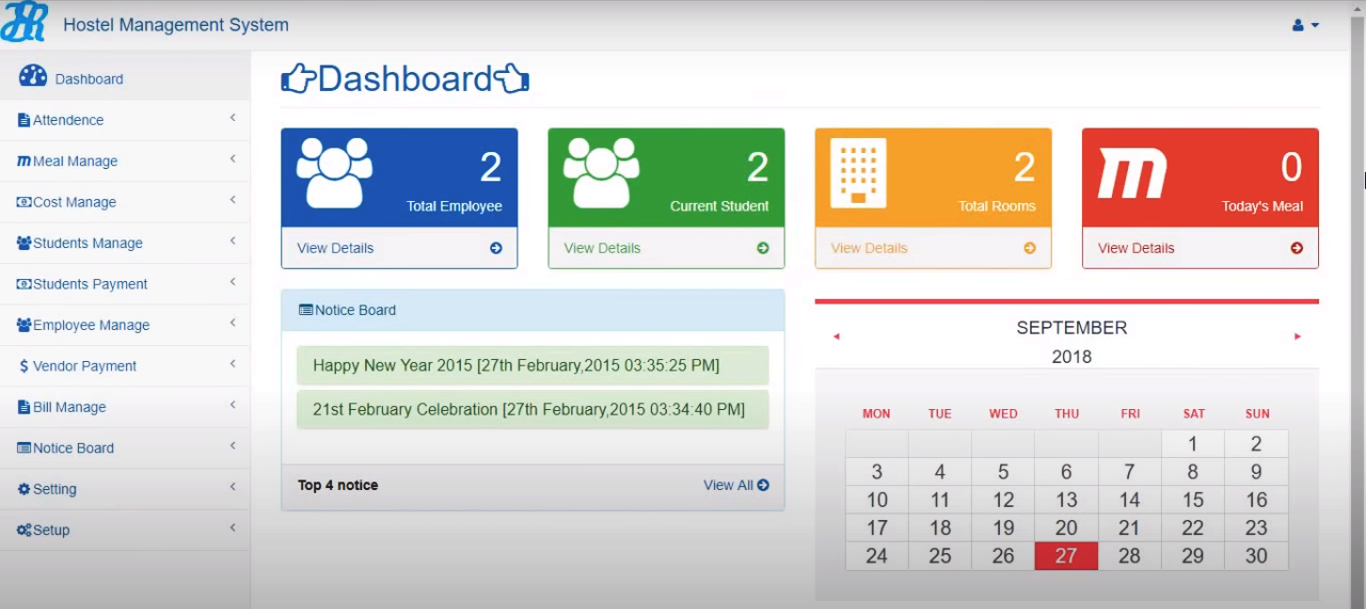 Hostel Management System
Dashboard
Attendence
Meal Manage
Cost Manage
Students Manage
Students Payment
Employee Manage
Vendor Payment
Bill Manage
Notice Board
Setting
Setup
Dashboard
2
Total Employee
View Details
2
Current Student
View Details
2
Total Rooms
View Details
0
Today's Meal
View Details
Notice Board
Happy New Year 2015 [27th February,2015 03:35:25 PM]
21st February Celebration [27th February,2015 03:34:40 PM]
Top 4 notice View All
SEPTEMBER
2018
MON TUE WED THU FRI SAT SUN
1 2
3 4 5 6 7 8 9
10 11 12 13 14 15 16
17 18 19 20 21 22 23
24 25 26 27 28 29 30